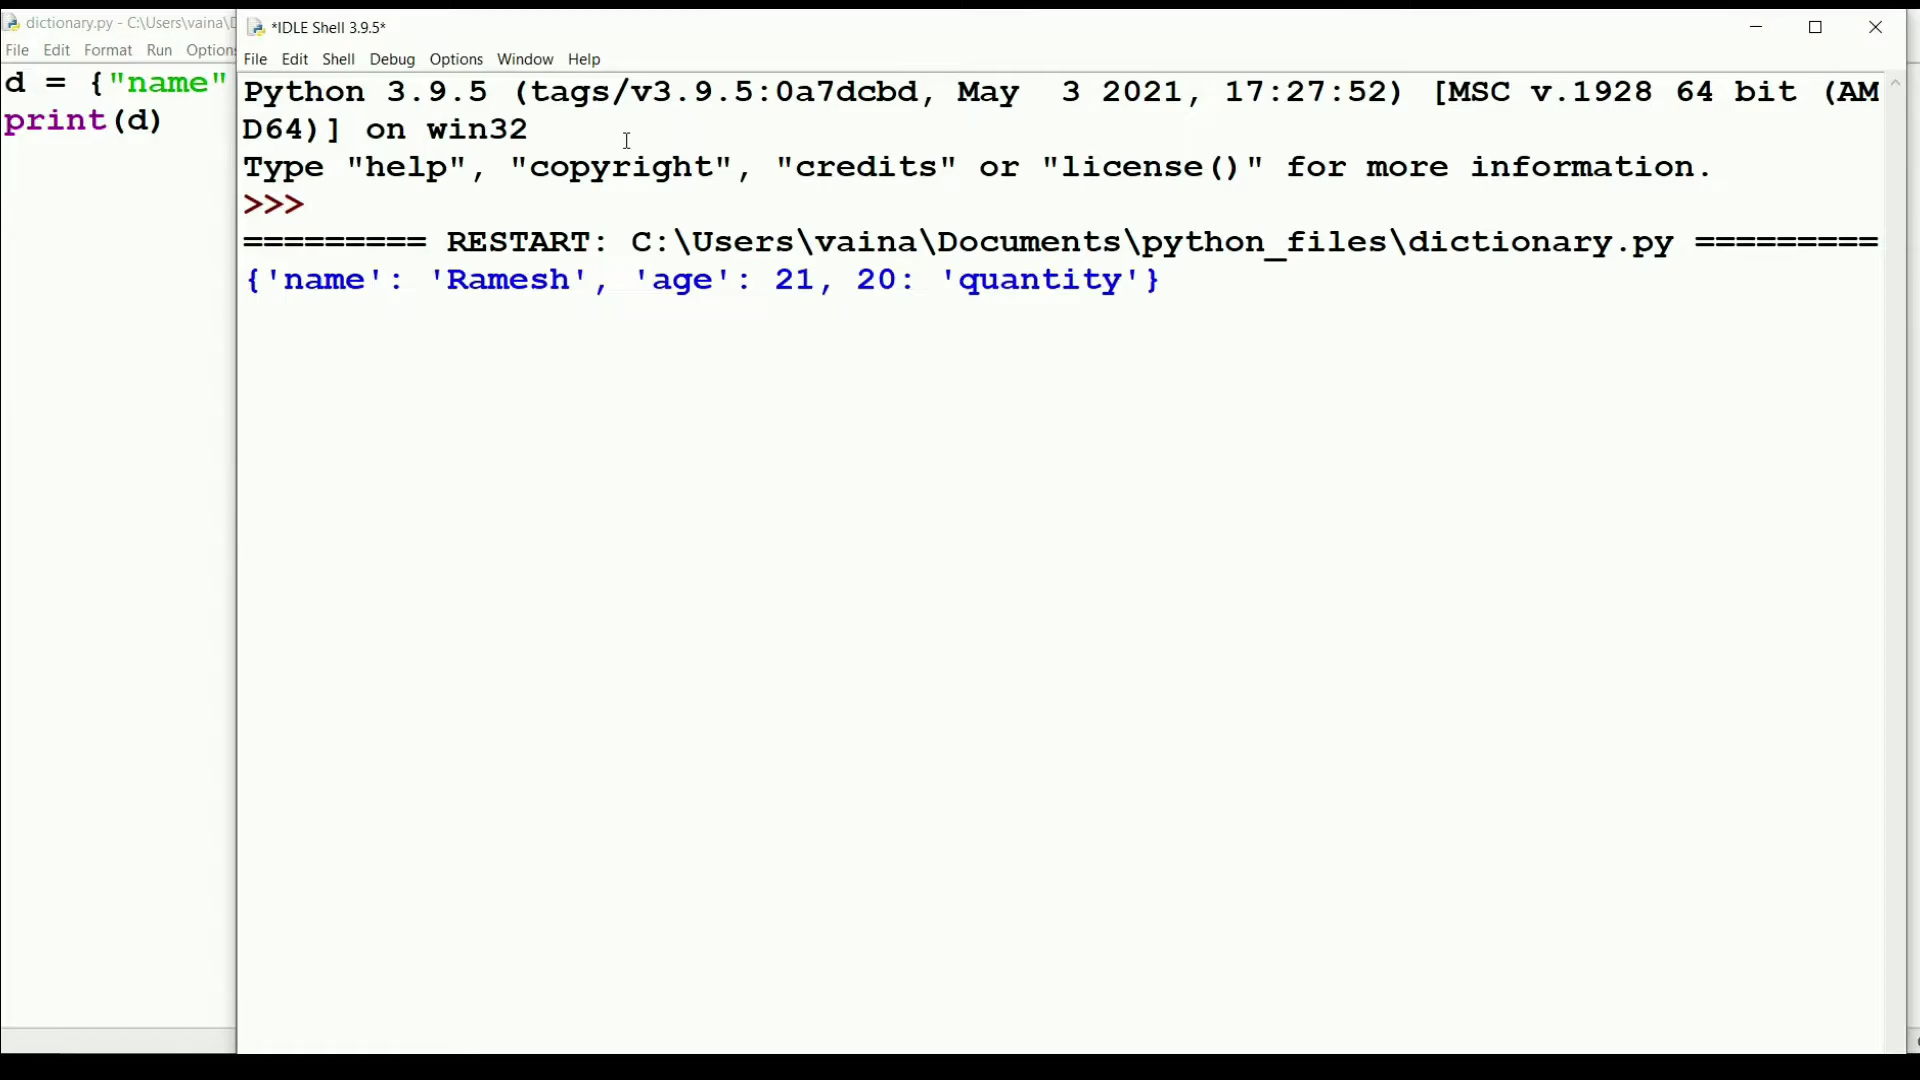 dictionary.py - C:\Users\vaina\D
File Edit Format Run Options
d = {"name"
print(d)
*IDLE Shell 3.9.5*
File Edit Shell Debug Options Window Help
Python 3.9.5 (tags/v3.9.5:0a7dcbd, May  3 2021, 17:27:52) [MSC v.1928 64 bit (AM
D64)] on win32
Type "help", "copyright", "credits" or "license()" for more information.
>>>
========= RESTART: C:\Users\vaina\Documents\python_files\dictionary.py =========
{'name': 'Ramesh', 'age': 21, 20: 'quantity'}